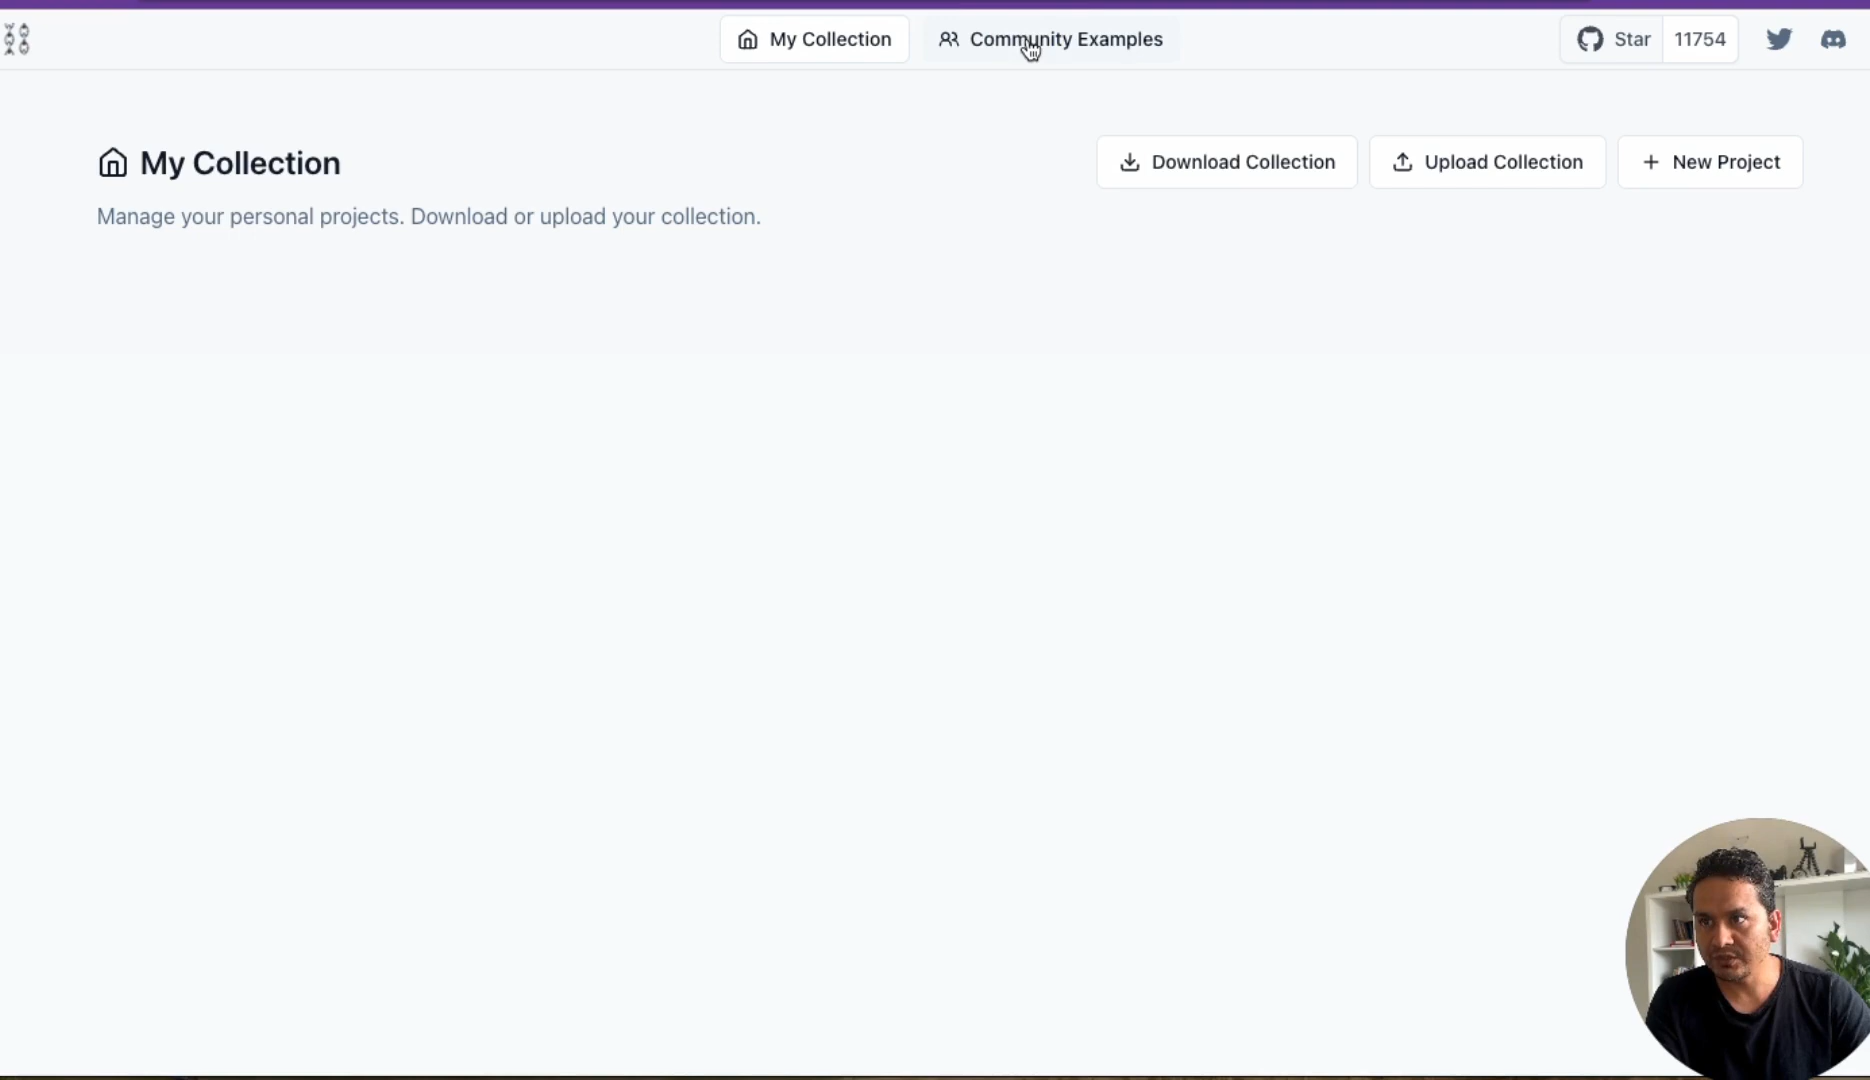 My Collection
Community Examples
Star
11754
My Collection
Download Collection
Upload Collection
New Project
Manage your personal projects. Download or upload your collection.